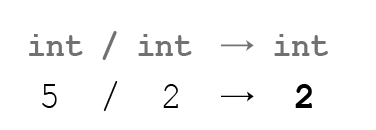 int / int → int
5 / 2 → 2